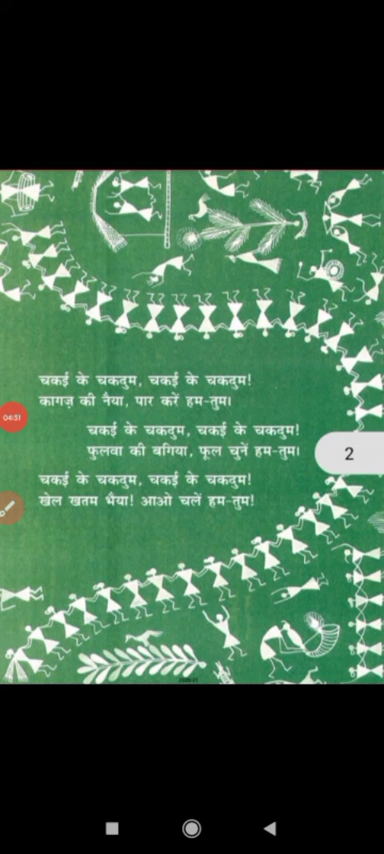 चकई के चकदुम, चकई के चकदुम!
कागज़ की नैया, पार करें हम-तुम।
चकई के चकदुम, चकई के चकदुम!
फुलवा की बगिया, फूल चुनें हम-तुम।
चकई के चकदुम, चकई के चकदुम!
खेल खतम भैया! आओ चलें हम-तुम!
04:51
2